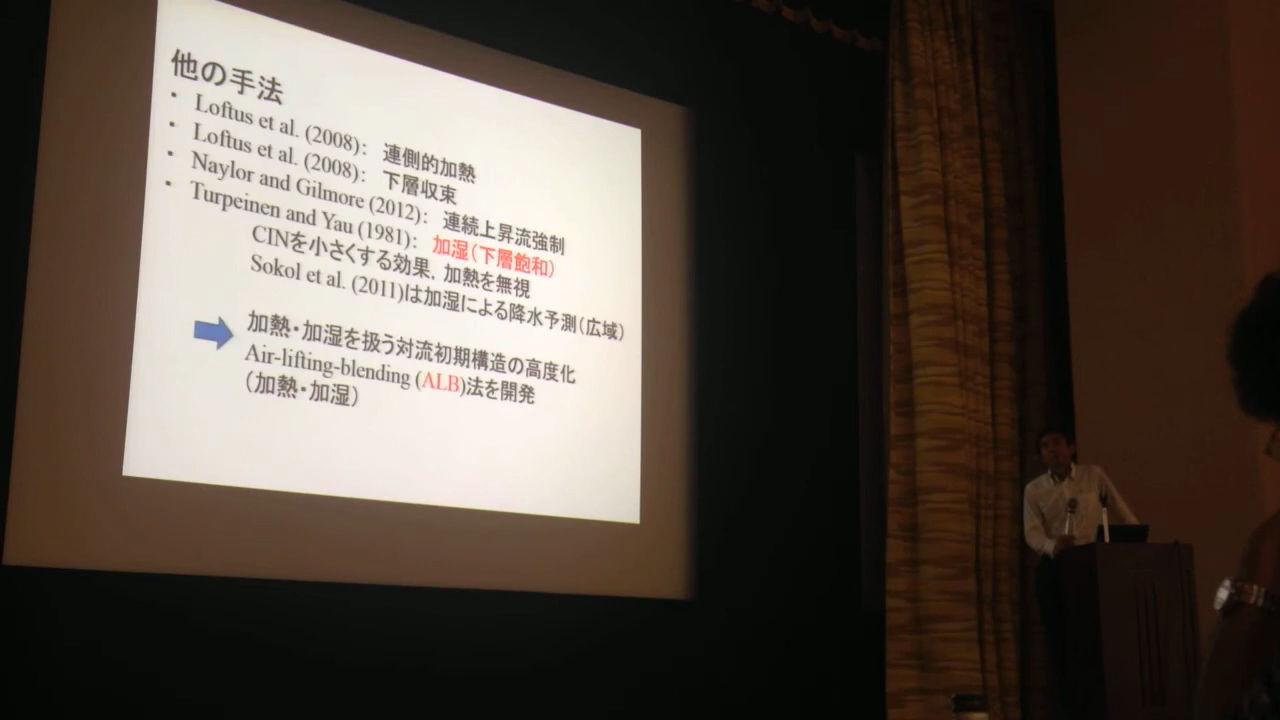 他の手法
• Loftus et al. (2008): 連側的加熱
• Loftus et al. (2008): 下層収束
• Naylor and Gilmore (2012): 連続上昇流強制
• Turpeinen and Yau (1981): 加湿(下層飽和)
CINを小さくする効果,加熱を無視
Sokol et al. (2011)は加湿による降水予測(広域)
加熱・加湿を扱う対流初期構造の高度化
Air-lifting-blending (ALB)法を開発
(加熱・加湿)